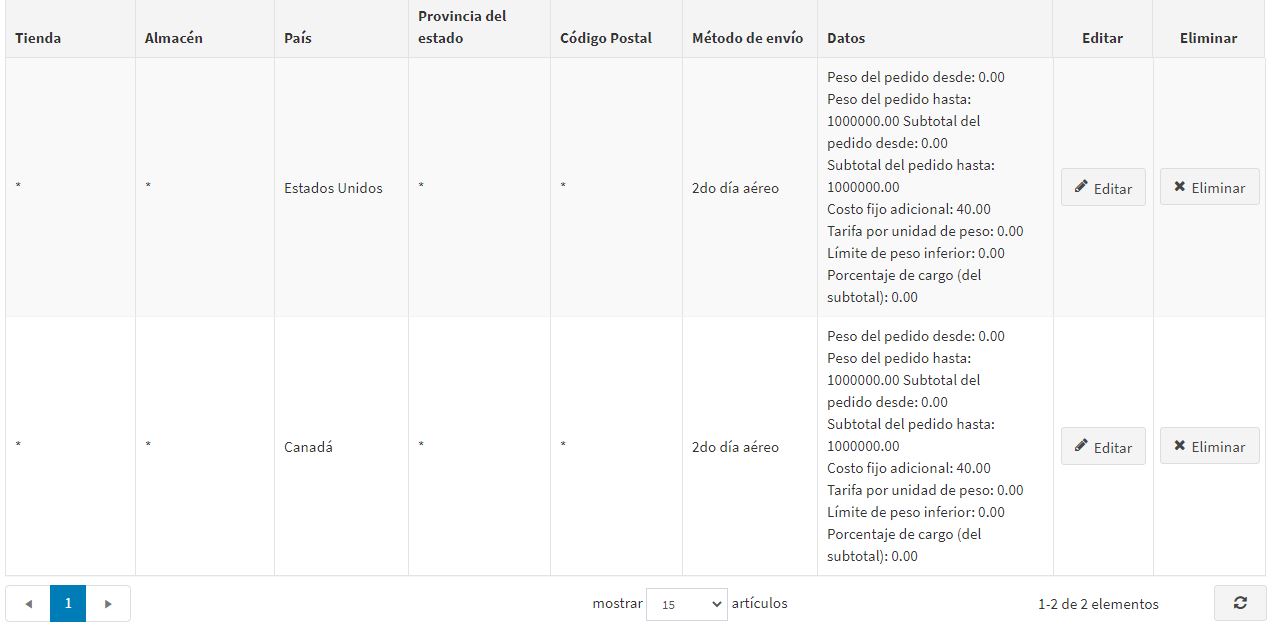 Tienda
Almacén
País
Provincia del
estado
Código Postal
Método de envío
Datos
Editar
Eliminar
*
*
Estados Unidos
*
*
2do día aéreo
Peso del pedido desde: 0.00
Peso del pedido hasta:
1000000.00 Subtotal del
pedido desde: 0.00
Subtotal del pedido hasta:
1000000.00
Costo fijo adicional: 40.00
Tarifa por unidad de peso: 0.00
Límite de peso inferior: 0.00
Porcentaje de cargo (del
subtotal): 0.00
Editar
Eliminar
*
*
Canadá
*
*
2do día aéreo
Peso del pedido desde: 0.00
Peso del pedido hasta:
1000000.00 Subtotal del
pedido desde: 0.00
Subtotal del pedido hasta:
1000000.00
Costo fijo adicional: 40.00
Tarifa por unidad de peso: 0.00
Límite de peso inferior: 0.00
Porcentaje de cargo (del
subtotal): 0.00
Editar
Eliminar
1
mostrar 15 artículos
1-2 de 2 elementos